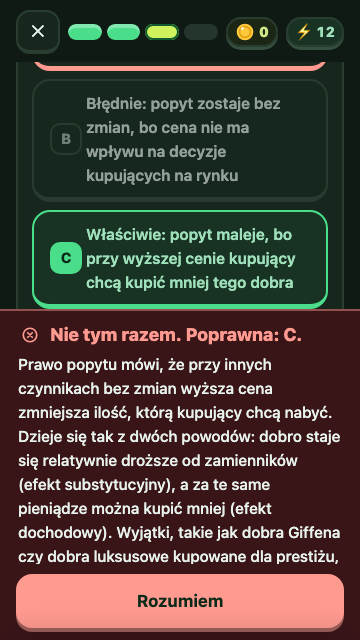 0
12
B
Błędnie: popyt zostaje bez
zmian, bo cena nie ma
wpływu na decyzje
kupujących na rynku
C
Właściwie: popyt maleje, bo
przy wyższej cenie kupujący
chcą kupić mniej tego dobra
Nie tym razem. Poprawna: C.
Prawo popytu mówi, że przy innych
czynnikach bez zmian wyższa cena
zmniejsza ilość, którą kupujący chcą nabyć.
Dzieje się tak z dwóch powodów: dobro staje
się relatywnie droższe od zamienników
(efekt substytucyjny), a za te same
pieniądze można kupić mniej (efekt
dochodowy). Wyjątki, takie jak dobra Giffena
czy dobra luksusowe kupowane dla prestiżu,
Rozumiem